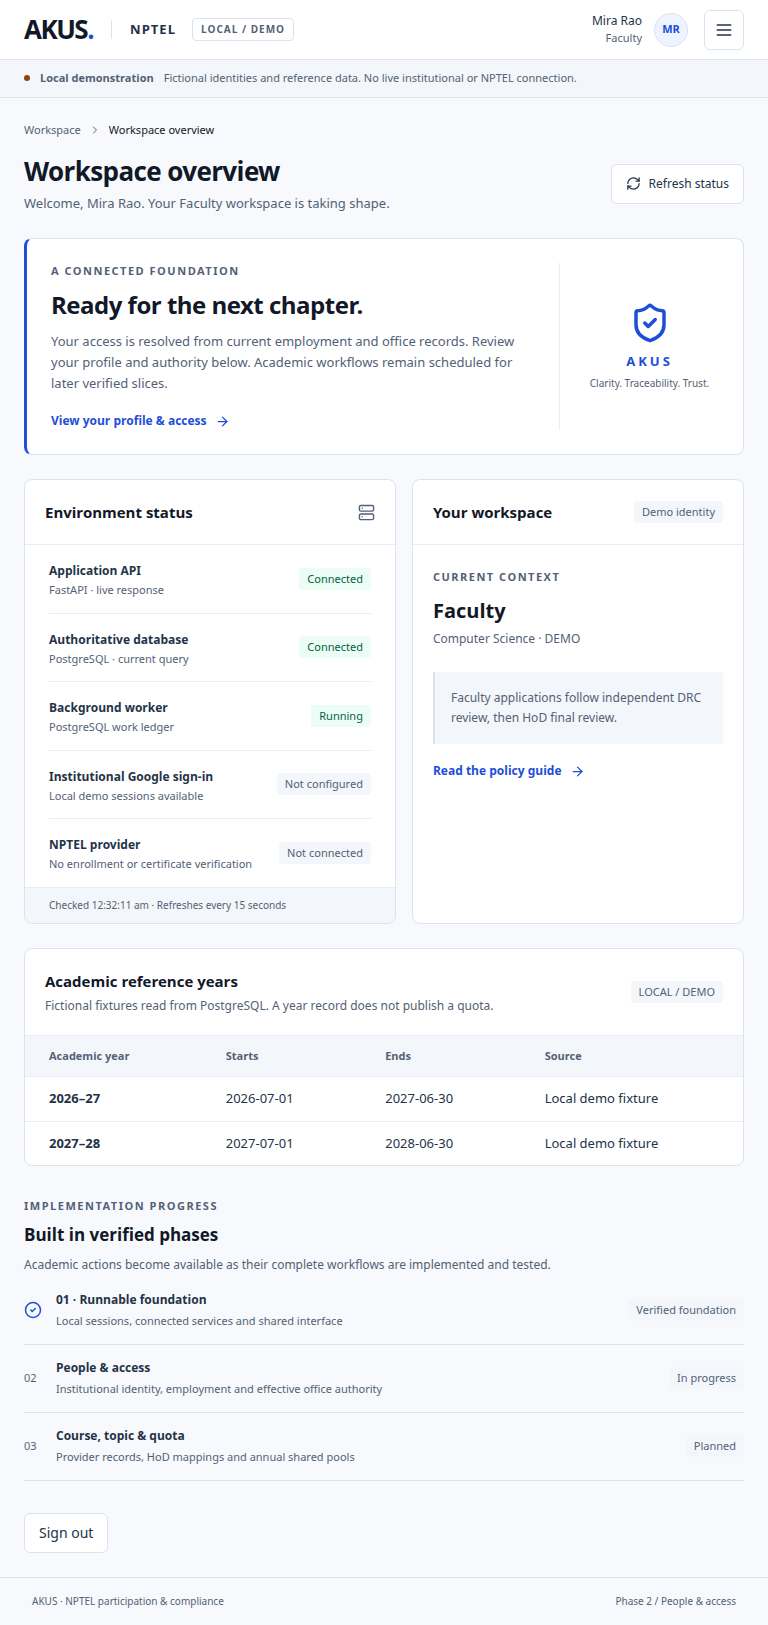 AKUS.
NPTEL
LOCAL / DEMO
Mira Rao
Faculty
MR
Local demonstration Fictional identities and reference data. No live institutional or NPTEL connection.
Workspace > Workspace overview
Workspace overview
Welcome, Mira Rao. Your Faculty workspace is taking shape.
Refresh status
A CONNECTED FOUNDATION
Ready for the next chapter.
Your access is resolved from current employment and office records. Review
your profile and authority below. Academic workflows remain scheduled for
later verified slices.
View your profile & access
AKUS
Clarity. Traceability. Trust.
Environment status
Application API
FastAPI · live response
Connected
Authoritative database
PostgreSQL · current query
Connected
Background worker
PostgreSQL work ledger
Running
Institutional Google sign-in
Local demo sessions available
Not configured
NPTEL provider
No enrollment or certificate verification
Not connected
Checked 12:32:11 am · Refreshes every 15 seconds
Your workspace
Demo identity
CURRENT CONTEXT
Faculty
Computer Science · DEMO
Faculty applications follow independent DRC
review, then HoD final review.
Read the policy guide
Academic reference years
Fictional fixtures read from PostgreSQL. A year record does not publish a quota.
LOCAL / DEMO
Academic year Starts Ends Source
2026–27 2026-07-01 2027-06-30 Local demo fixture
2027–28 2027-07-01 2028-06-30 Local demo fixture
IMPLEMENTATION PROGRESS
Built in verified phases
Academic actions become available as their complete workflows are implemented and tested.
01 · Runnable foundation
Local sessions, connected services and shared interface
Verified foundation
02
People & access
Institutional identity, employment and effective office authority
In progress
03
Course, topic & quota
Provider records, HoD mappings and annual shared pools
Planned
Sign out
AKUS · NPTEL participation & compliance
Phase 2 / People & access